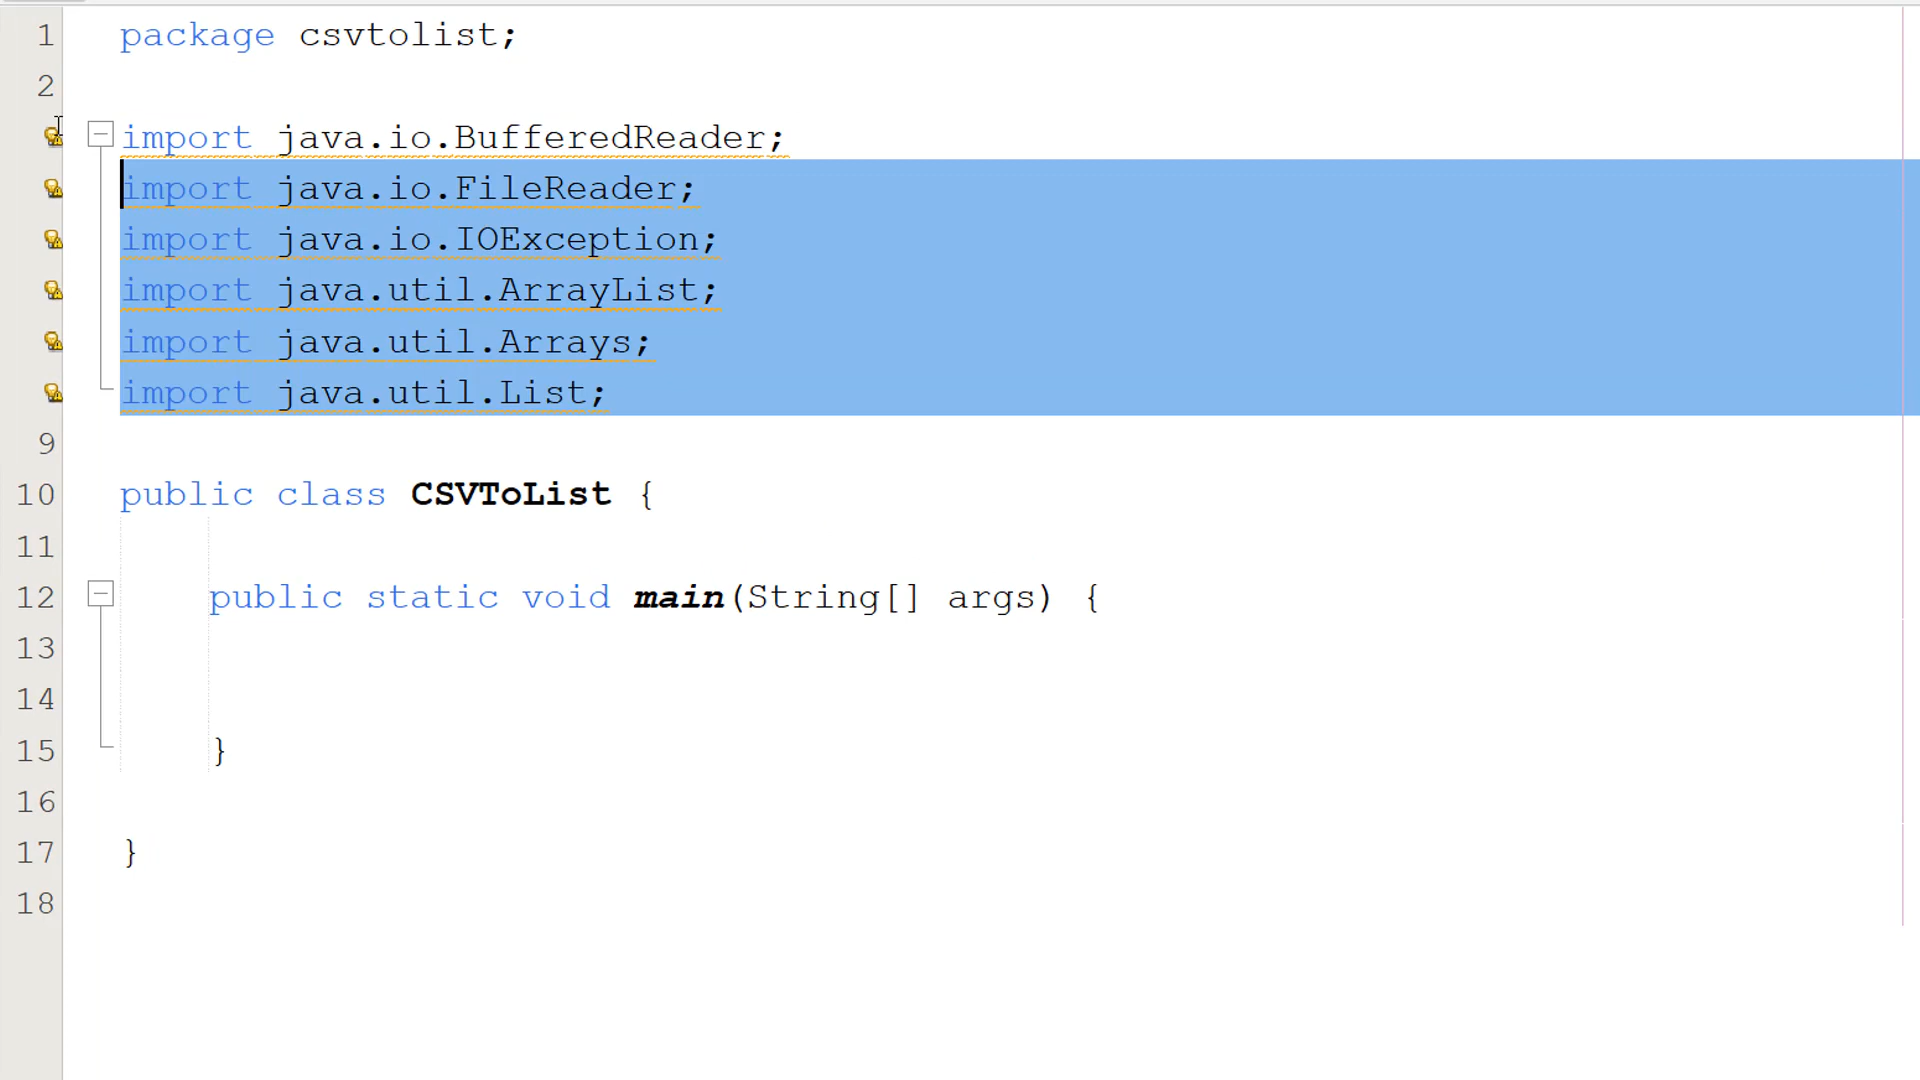 1 package csvtolist;
2
import java.io.BufferedReader;
import java.io.FileReader;
import java.io.IOException;
import java.util.ArrayList;
import java.util.Arrays;
import java.util.List;
9
10 public class CSVToList {
11
12 public static void main(String[] args) {
13
14
15 }
16
17 }
18